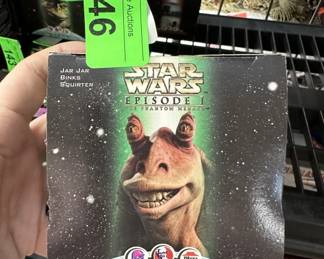 Auctions
46
JAR JAR
BINKS
SQUIRTER
STAR
WARS
EPISODE I
THE PHANTOM MENACE